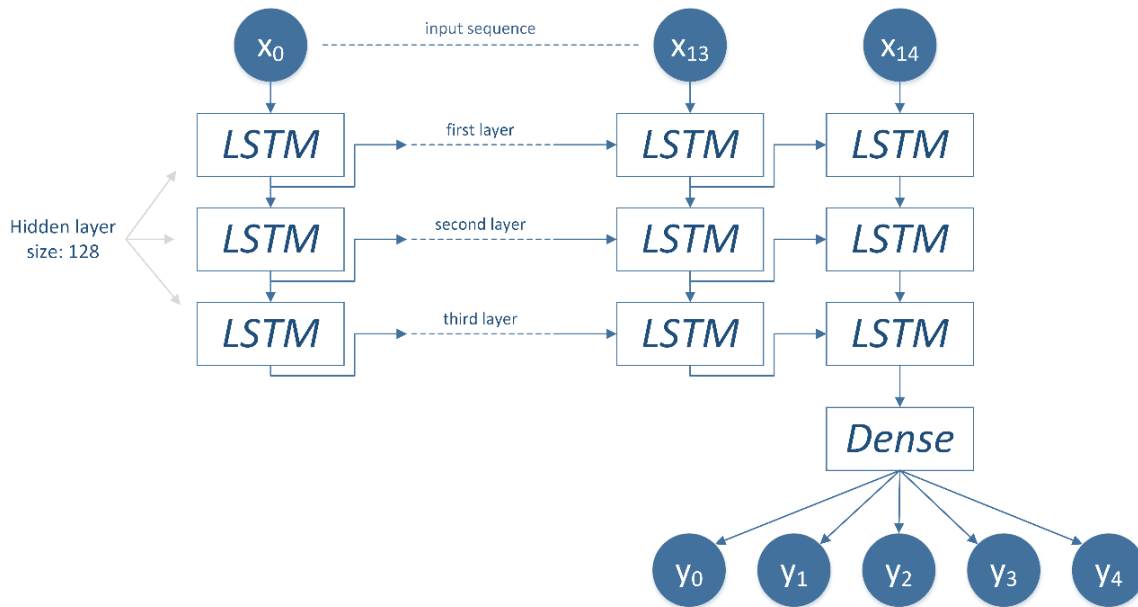 x₀ input sequence x₁₃ x₁₄
LSTM first layer LSTM LSTM
Hidden layer
size: 128
LSTM second layer LSTM LSTM
LSTM third layer LSTM LSTM
Dense
y₀ y₁ y₂ y₃ y₄